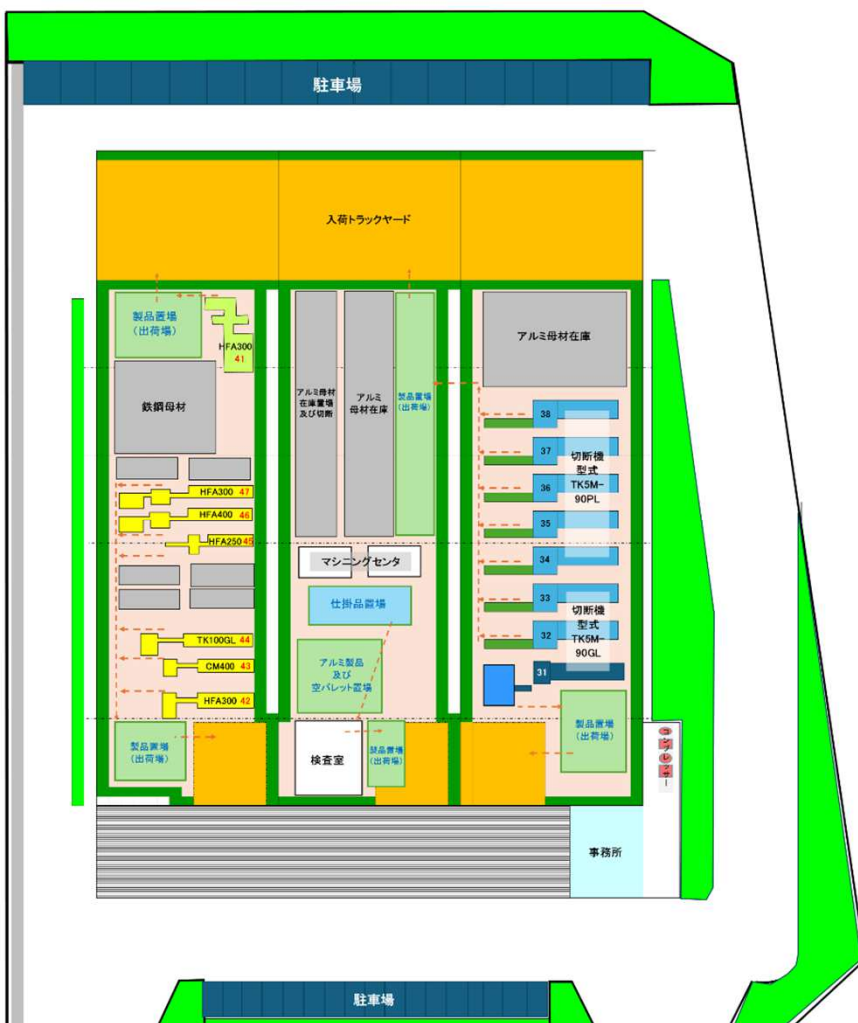 駐車場
入荷トラックヤード
製品置場
(出荷場)
HFA300
41
鉄鋼母材
HFA300 47
HFA400 46
HFA250 45
TK100GL 44
CM400 43
HFA300 42
製品置場
(出荷場)
アルミ母材
在庫置場
及び切断
アルミ
母材在庫
製品置場
(出荷場)
マシニングセンタ
仕掛品置場
アルミ製品
及び
空パレット置場
検査室
製品置場
(出荷場)
アルミ母材在庫
38
37
36
35
34
33
32
31
切断機
型式
TK5M-
90PL
切断機
型式
TK5M-
90GL
製品置場
(出荷場)
コンプレッサー
事務所
駐車場